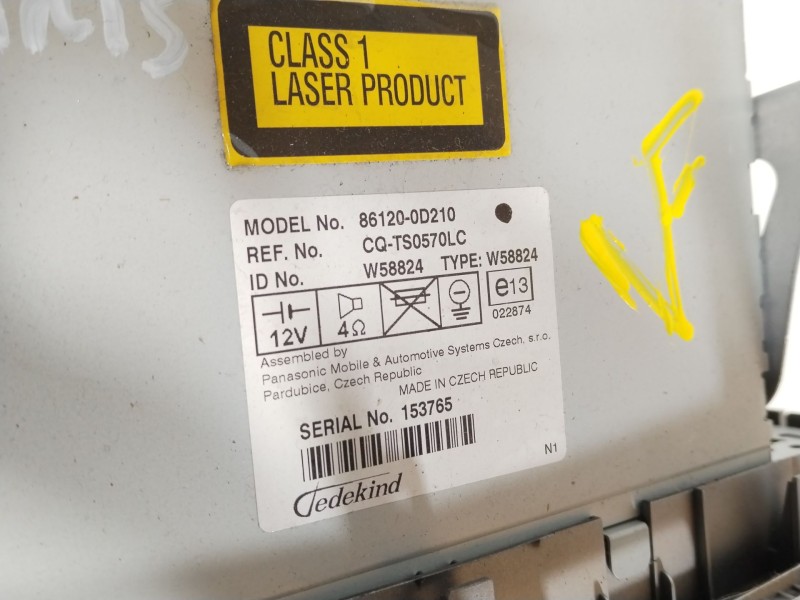 CLASS 1
LASER PRODUCT
MODEL No. 86120-0D210
REF. No. CQ-TS0570LC
ID No. W58824 TYPE: W58824
12V 4Ω e13
022874
Assembled by
Panasonic Mobile & Automotive Systems Czech, s.r.o.
Pardubice, Czech Republic
MADE IN CZECH REPUBLIC
SERIAL No. 153765
Tedekind
N1